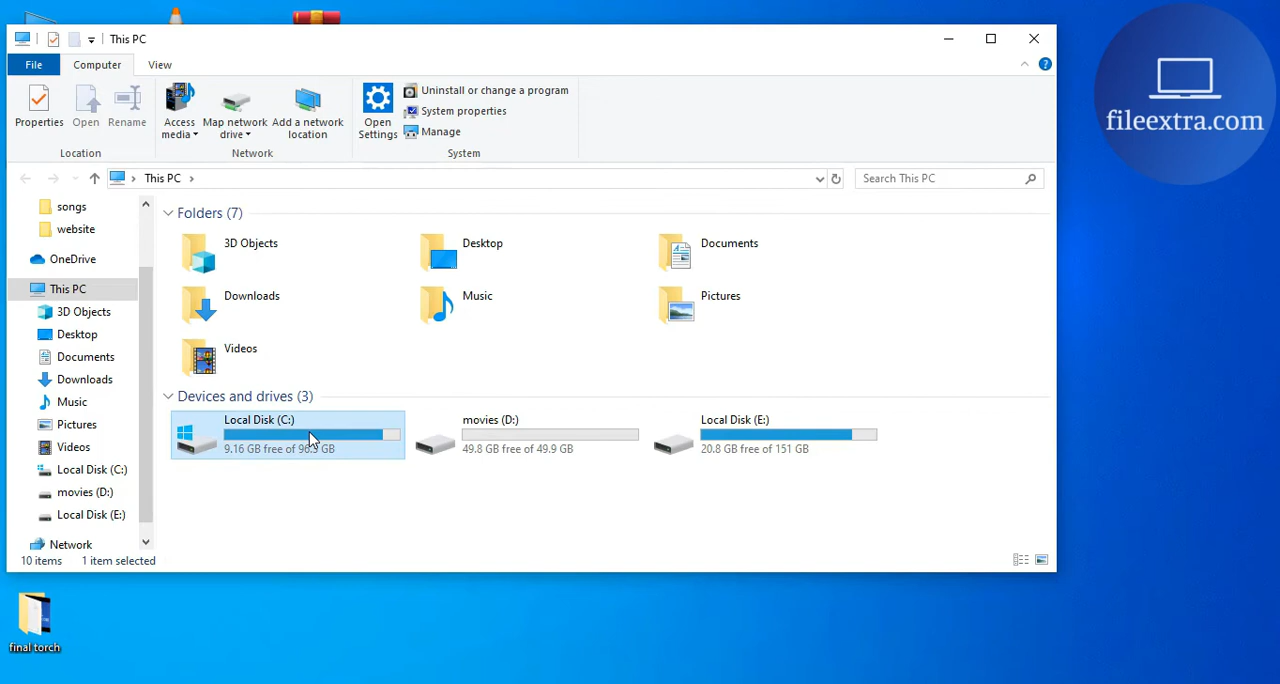 This PC
File
Computer
View
Properties
Open
Rename
Access media
Map network drive
Add a network location
Open Settings
Uninstall or change a program
System properties
Manage
Location
Network
System
This PC
Search This PC
songs
website
OneDrive
This PC
3D Objects
Desktop
Documents
Downloads
Music
Pictures
Videos
Local Disk (C:)
movies (D:)
Local Disk (E:)
Network
Folders (7)
3D Objects
Desktop
Documents
Downloads
Music
Pictures
Videos
Devices and drives (3)
Local Disk (C:)
9.16 GB free of 96.5 GB
movies (D:)
49.8 GB free of 49.9 GB
Local Disk (E:)
20.8 GB free of 151 GB
10 items
1 item selected
final torch
fileextra.com